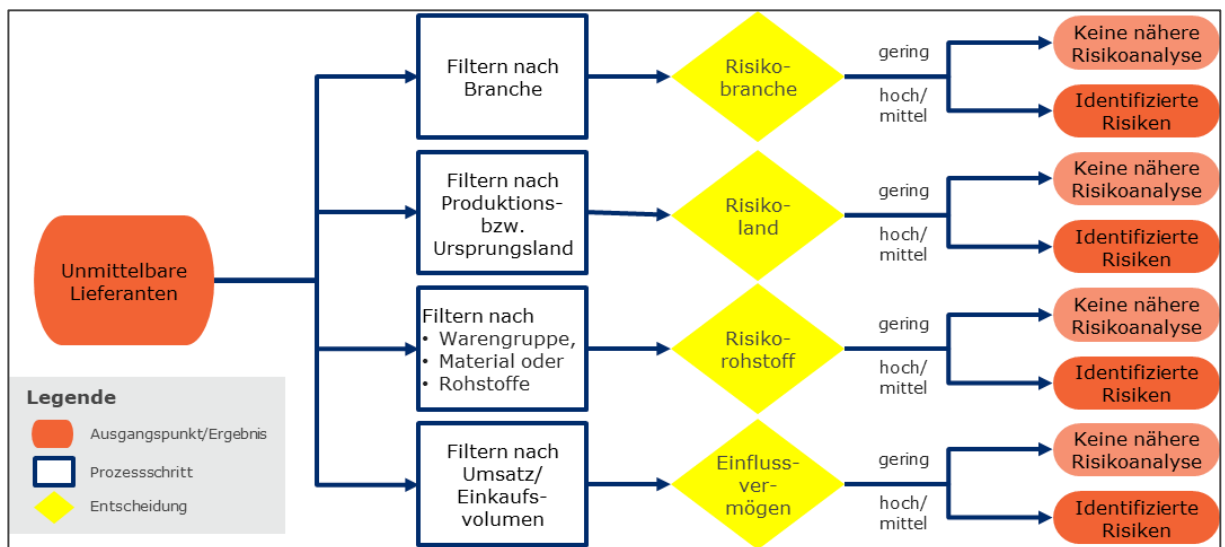 Unmittelbare
Lieferanten
Filtern nach
Branche
Risiko-
branche
gering
hoch/
mittel
Keine nähere
Risikoanalyse
Identifizierte
Risiken
Filtern nach
Produktions-
bzw.
Ursprungsland
Risiko-
land
gering
hoch/
mittel
Keine nähere
Risikoanalyse
Identifizierte
Risiken
Filtern nach
• Warengruppe,
• Material oder
• Rohstoffe
Risiko-
rohstoff
gering
hoch/
mittel
Keine nähere
Risikoanalyse
Identifizierte
Risiken
Filtern nach
Umsatz/
Einkaufs-
volumen
Einfluss-
ver-
mögen
gering
hoch/
mittel
Keine nähere
Risikoanalyse
Identifizierte
Risiken
Legende
Ausgangspunkt/Ergebnis
Prozessschritt
Entscheidung